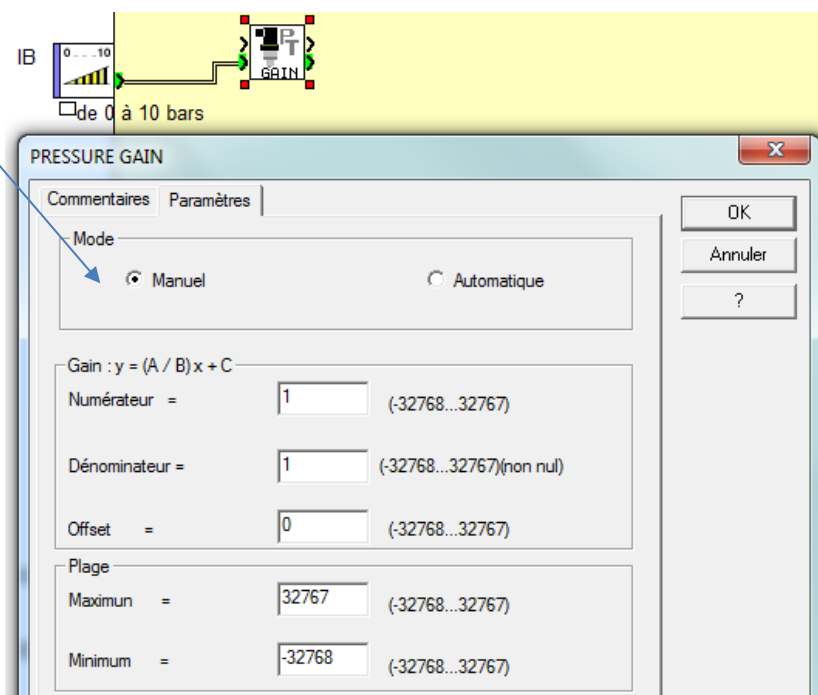 IB
0....10
PT
GAIN
de 0 à 10 bars
PRESSURE GAIN
x
Commentaires Paramètres
OK
Mode
Annuler
Manuel Automatique
?
Gain : y = (A / B) x + C
Numérateur = 1 (-32768...32767)
Dénominateur = 1 (-32768...32767)(non nul)
Offset = 0 (-32768...32767)
Plage
Maximun = 32767 (-32768...32767)
Minimum = -32768 (-32768...32767)